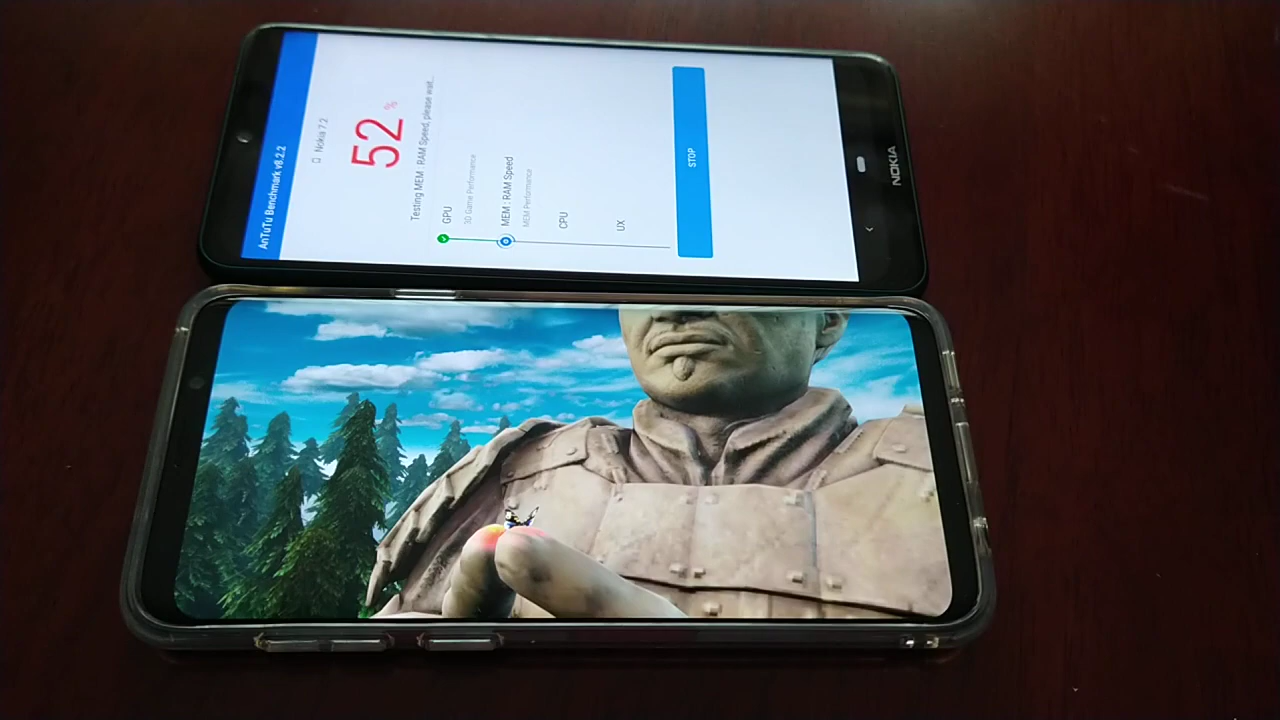 AnTuTu Benchmark v8.2.2
Nokia 7.2
52 %
Testing MEM : RAM Speed, please wait...
GPU
3D Game Performance
MEM : RAM Speed
MEM Performance
CPU
UX
STOP
NOKIA